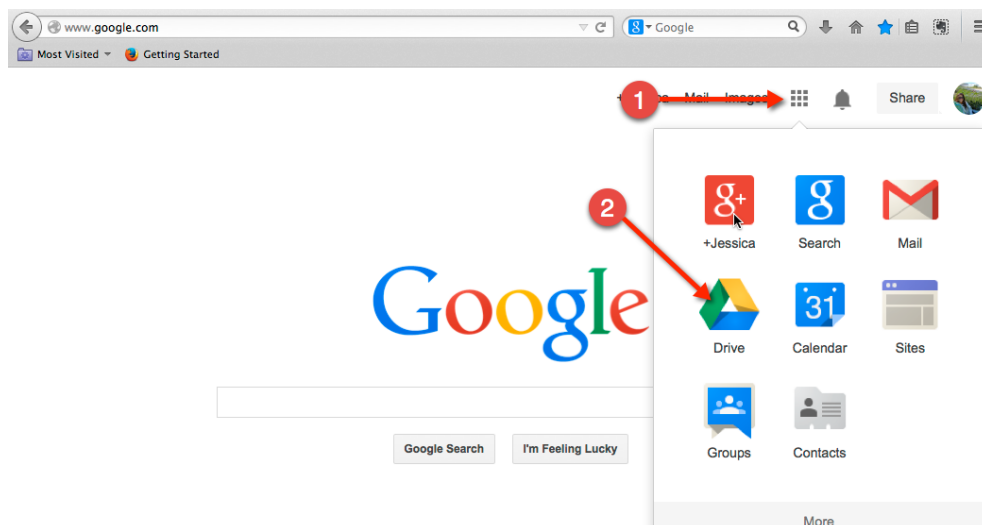 www.google.com
8 Google
Most Visited Getting Started
1 Mail Images Share
g+ g
2
+Jessica Search Mail
Google
31
Drive Calendar Sites
Google Search I'm Feeling Lucky
Groups Contacts
More